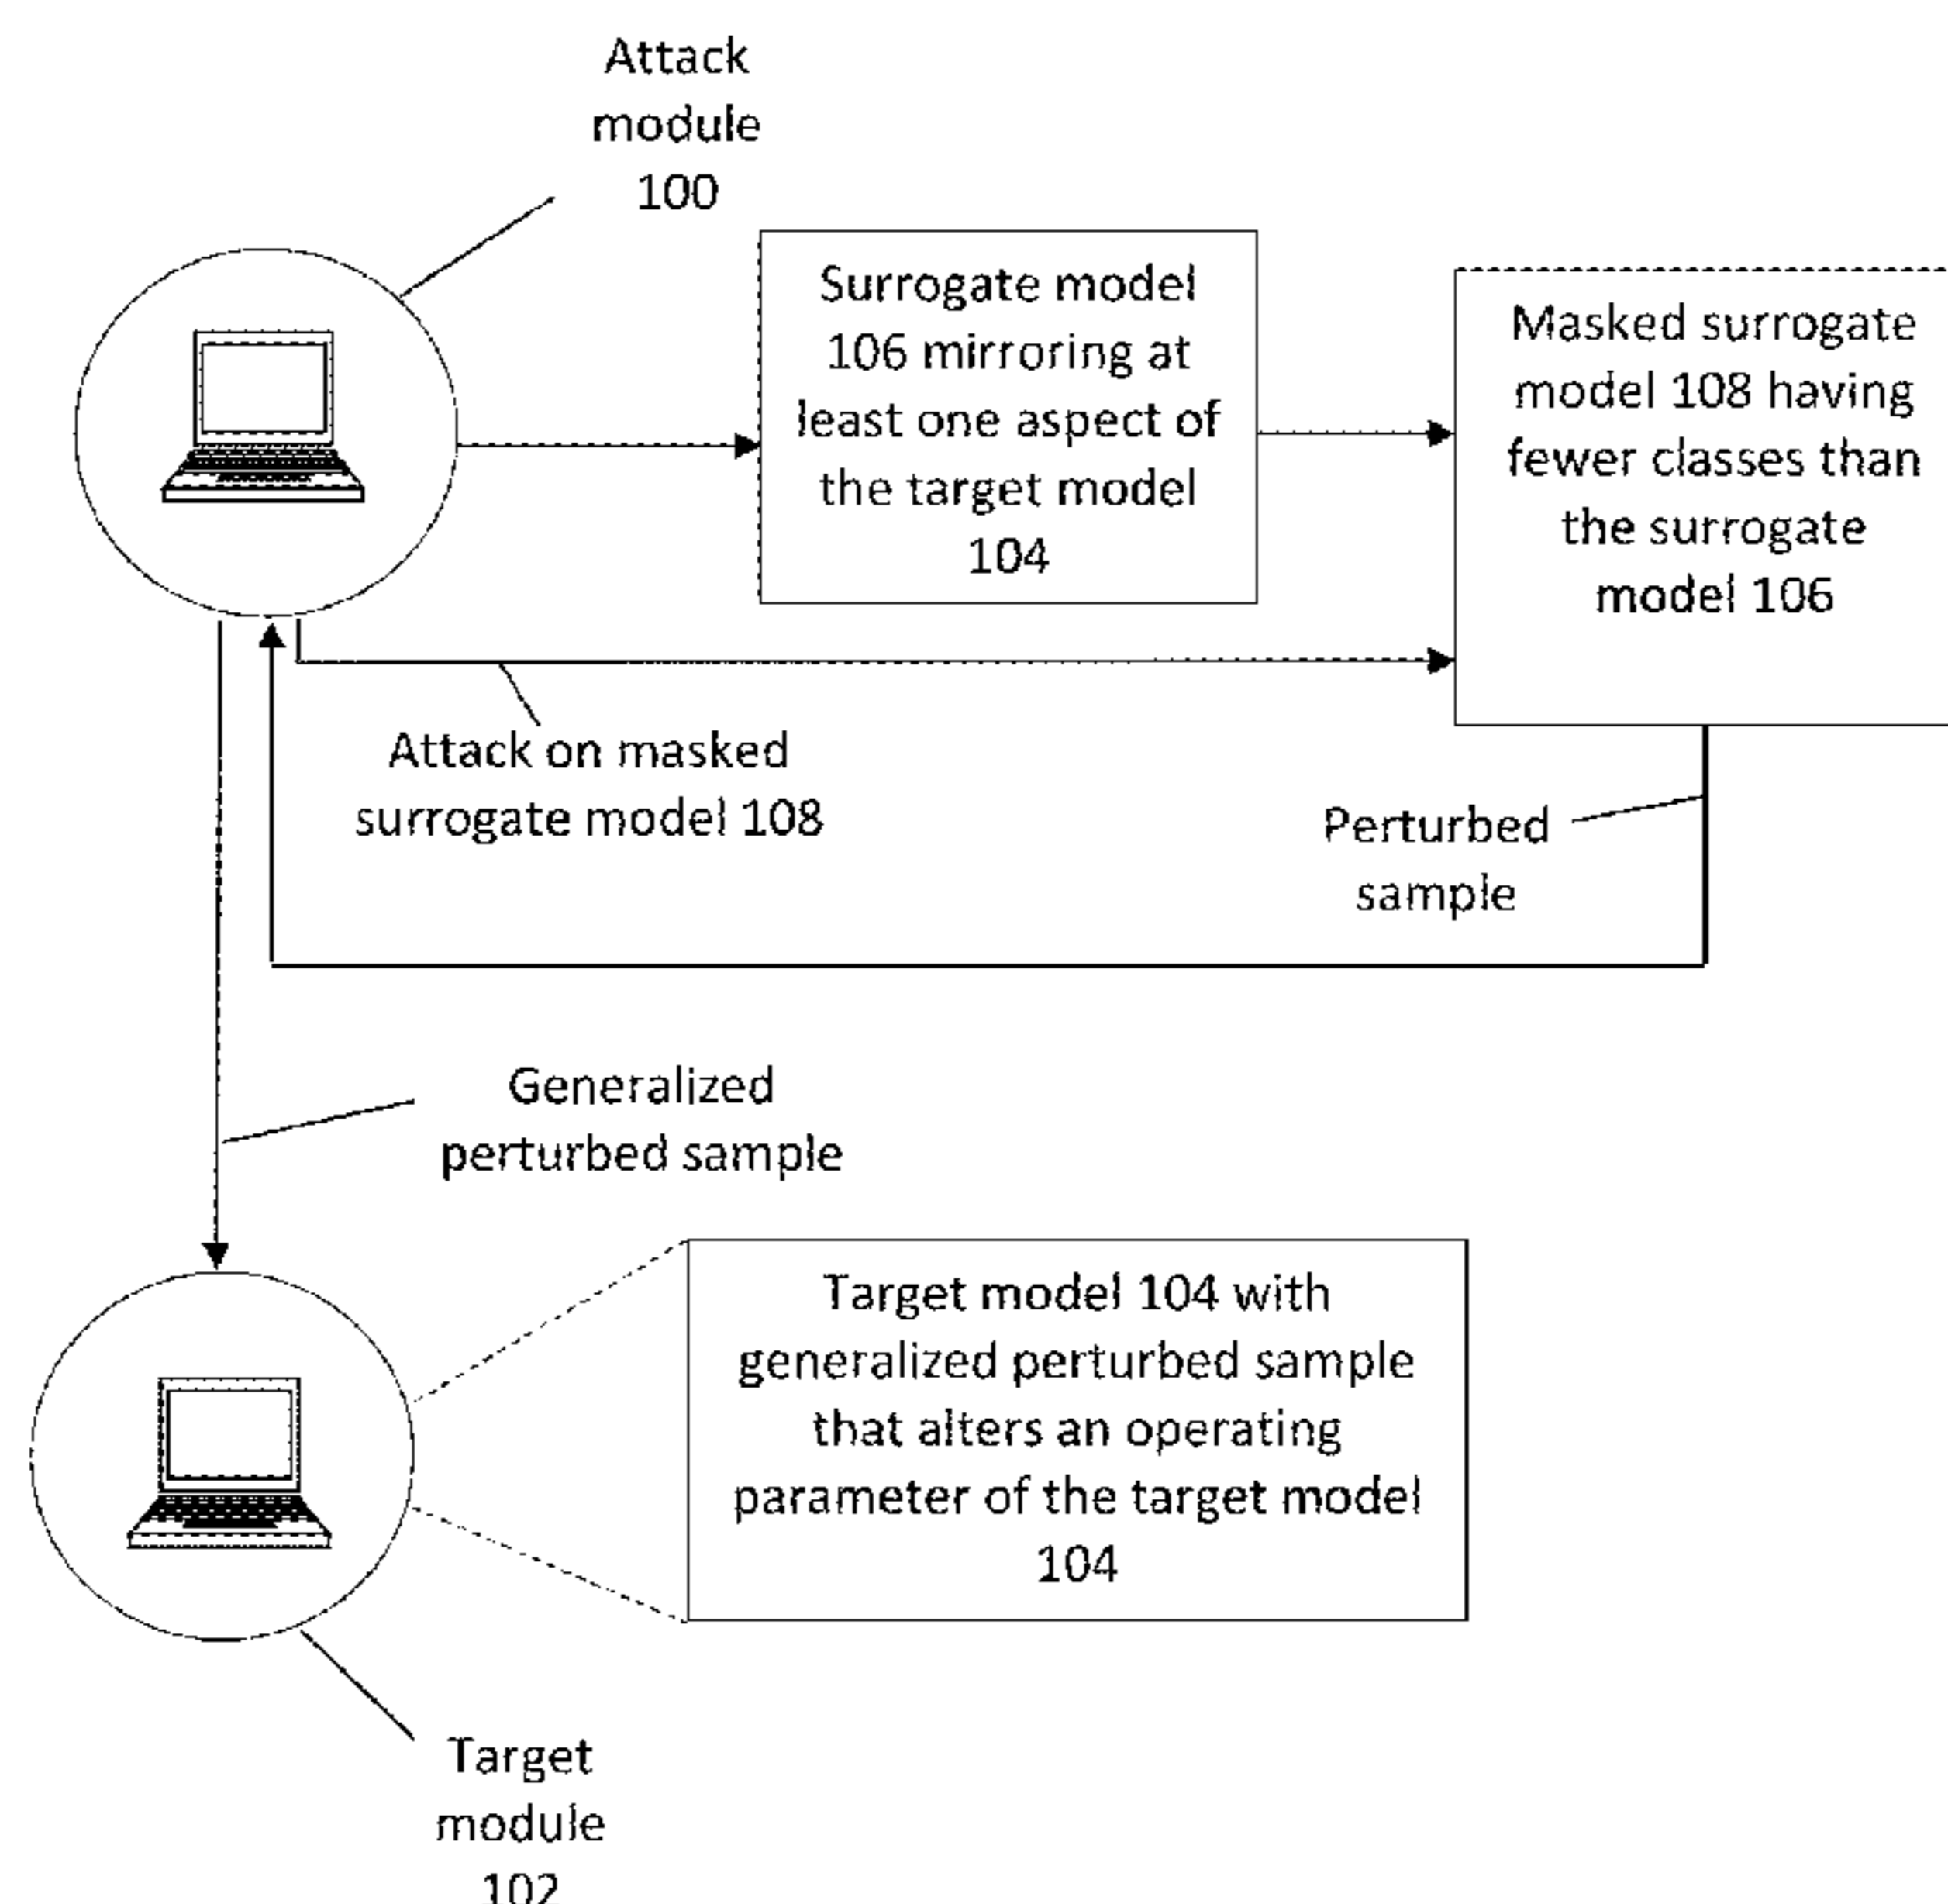 Attack
module
100
Surrogate model
106 mirroring at
least one aspect of
the target model
104
Masked surrogate
model 108 having
fewer classes than
the surrogate
model 106
Attack on masked
surrogate model 108
Perturbed
sample
Generalized
perturbed sample
Target model 104 with
generalized perturbed sample
that alters an operating
parameter of the target model
104
Target
module
102